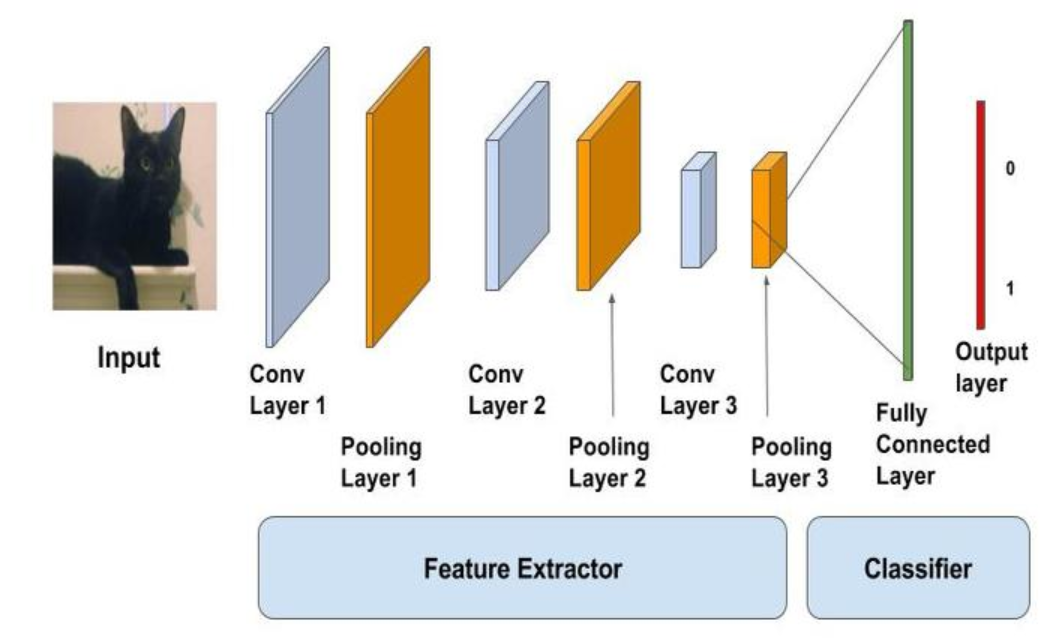 0
1
Input
Output
layer
Conv
Layer 1
Conv
Layer 2
Conv
Layer 3
Fully
Connected
Layer
Pooling
Layer 1
Pooling
Layer 2
Pooling
Layer 3
Feature Extractor
Classifier